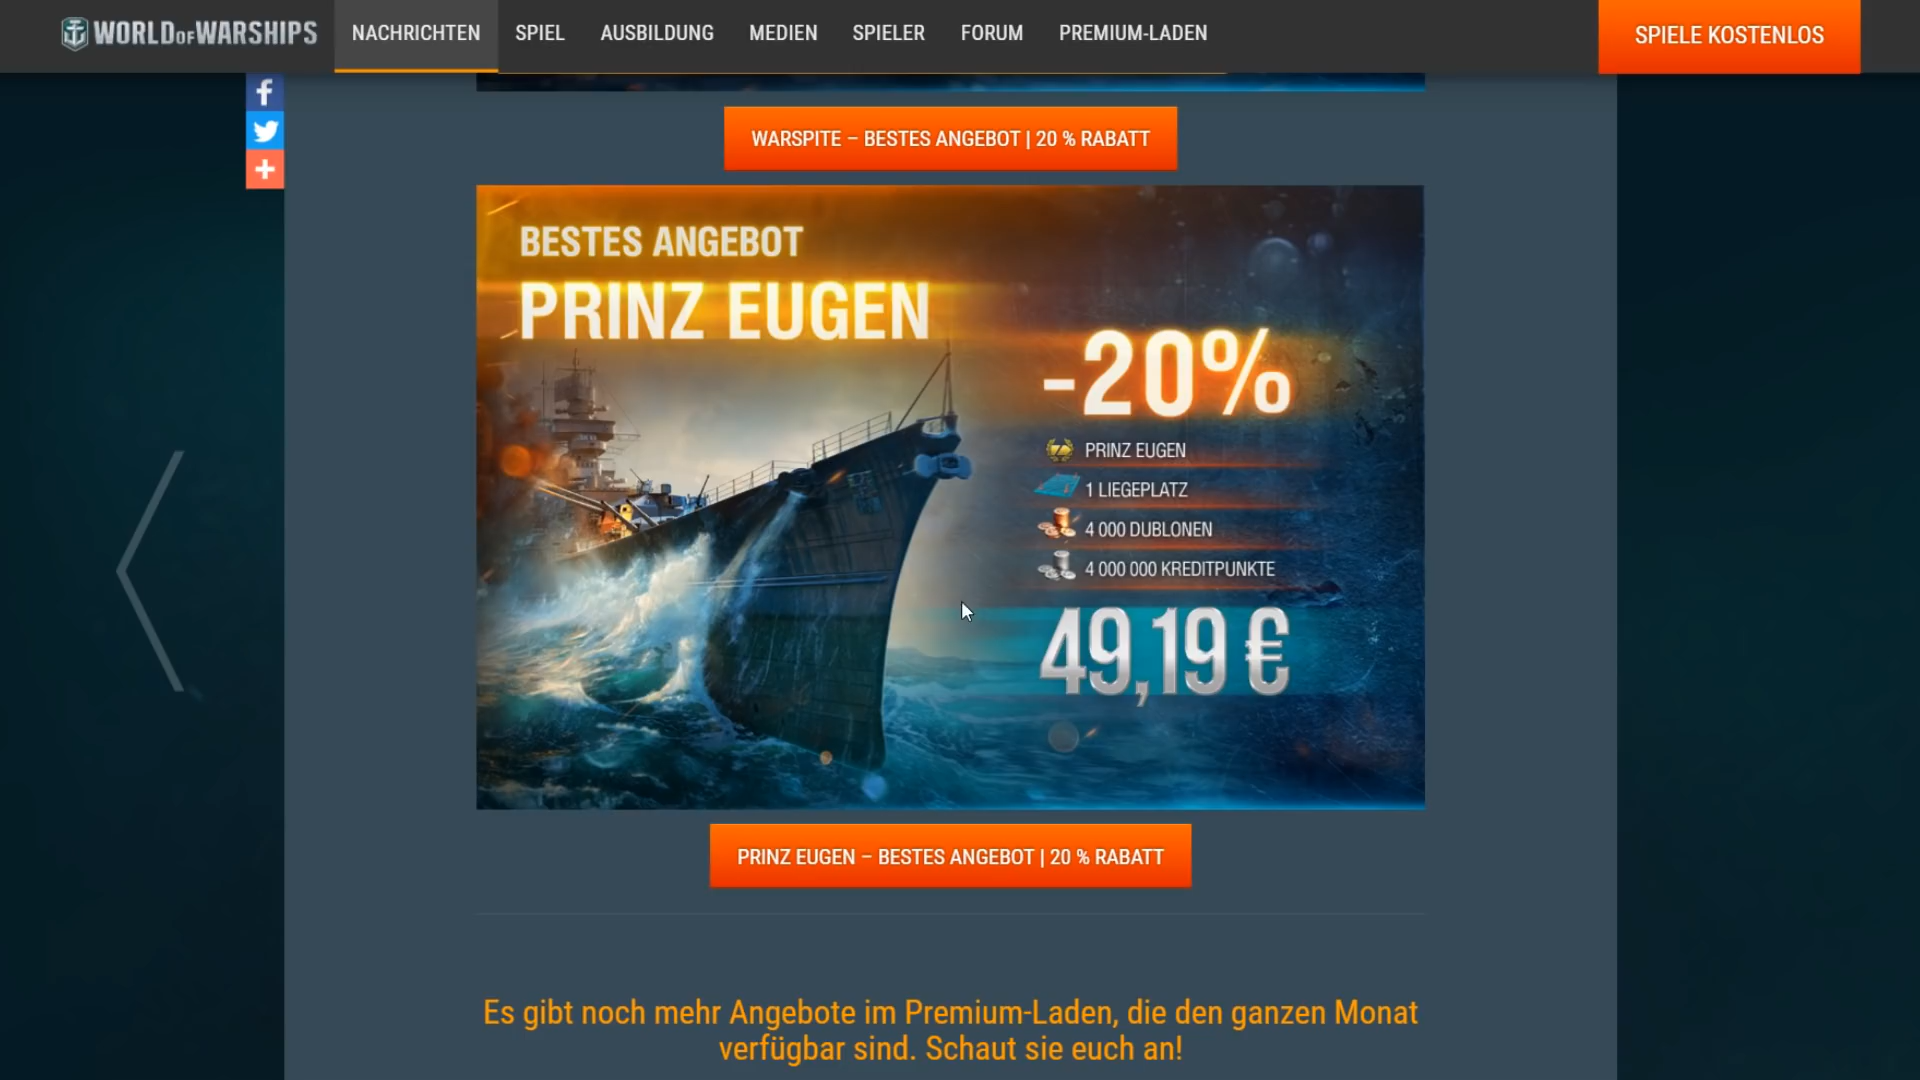 WORLD OF WARSHIPS
NACHRICHTEN
SPIEL
AUSBILDUNG
MEDIEN
SPIELER
FORUM
PREMIUM-LADEN
SPIELE KOSTENLOS
WARSPITE – BESTES ANGEBOT | 20 % RABATT
BESTES ANGEBOT
PRINZ EUGEN
-20%
PRINZ EUGEN
1 LIEGEPLATZ
4 000 DUBLONEN
4 000 000 KREDITPUNKTE
49,19 €
PRINZ EUGEN – BESTES ANGEBOT | 20 % RABATT
Es gibt noch mehr Angebote im Premium-Laden, die den ganzen Monat
verfügbar sind. Schaut sie euch an!